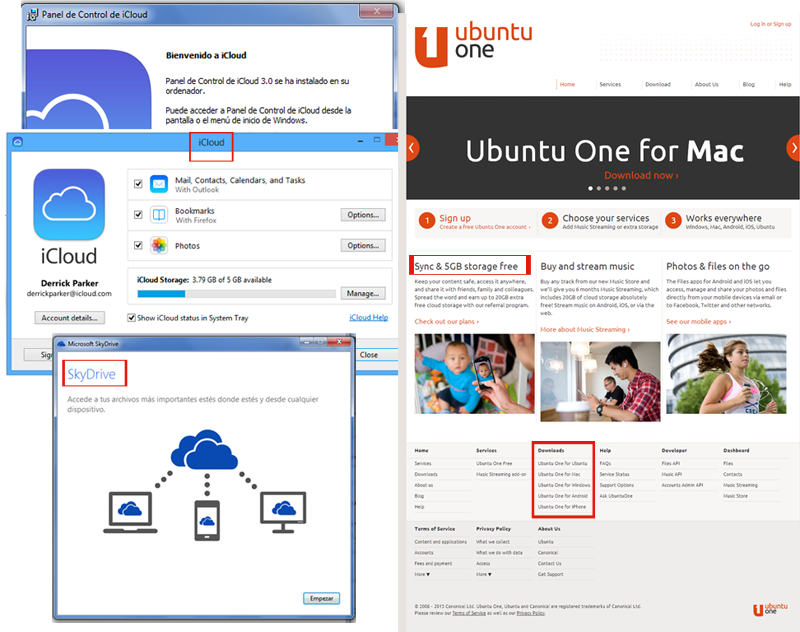 Panel de Control de iCloud
Bienvenido a iCloud
Panel de Control de iCloud 3.0 se ha instalado en su
ordenador.
Puede acceder a Panel de Control de iCloud desde la
pantalla o el menú de inicio de Windows.
iCloud
iCloud
Derrick Parker
derrickparker@icloud.com
Account details...
Mail, Contacts, Calendars, and Tasks
With Outlook
Bookmarks
With Firefox
Options...
Photos
Options...
iCloud Storage: 3.79 GB of 5 GB available
Manage...
Show iCloud status in System Tray
iCloud Help
Close
Microsoft SkyDrive
SkyDrive
Accede a tus archivos más importantes estés donde estés y desde cualquier
dispositivo.
Empezar
ubuntu
one
Log in or Sign up
Home
Services
Download
About Us
Blog
Help
Ubuntu One for Mac
Download now ›
1
Sign up
Create a free Ubuntu One account ›
2
Choose your services
Add Music Streaming or extra storage
3
Works everywhere
Windows, Mac, Android, iOS, Ubuntu
Sync & 5GB storage free
Keep your content safe, access it anywhere,
and share it with friends, family and colleagues.
Spread the word and earn up to 20GB extra
free cloud storage with our referral program.
Check out our plans ›
Buy and stream music
Buy any track from our new Music Store and
we'll give you 6 months Music Streaming, which
includes 20GB of cloud storage absolutely
free! Stream music on Android, iOS, or via the
web.
More about Music Streaming ›
Photos & files on the go
The Files apps for Android and iOS let you
access, manage and share your photos and files
directly from your mobile devices via email or
to Facebook, Twitter and other networks.
See our mobile apps ›
Home
Services
Downloads
About us
Blog
Help
Services
Ubuntu One Free
Music Streaming add-on
Downloads
Ubuntu One for Ubuntu
Ubuntu One for Mac
Ubuntu One for Windows
Ubuntu One for Android
Ubuntu One for iPhone
Help
FAQs
Service Status
Support Options
Ask UbuntuOne
Developer
Files API
Music API
Accounts Admin API
Dashboard
Files
Contacts
Music Streaming
Music Store
Terms of Service
Content and applications
Accounts
Fees and payment
More ▼
Privacy Policy
What we collect
What we do with data
Access
More ▼
About Us
Ubuntu
Canonical
Contact Us
Get Support
© 2008 - 2013 Canonical Ltd. Ubuntu One, Ubuntu and Canonical are registered trademarks of Canonical Ltd.
Please review our Terms of Service as well as our Privacy Policy.
ubuntu
one